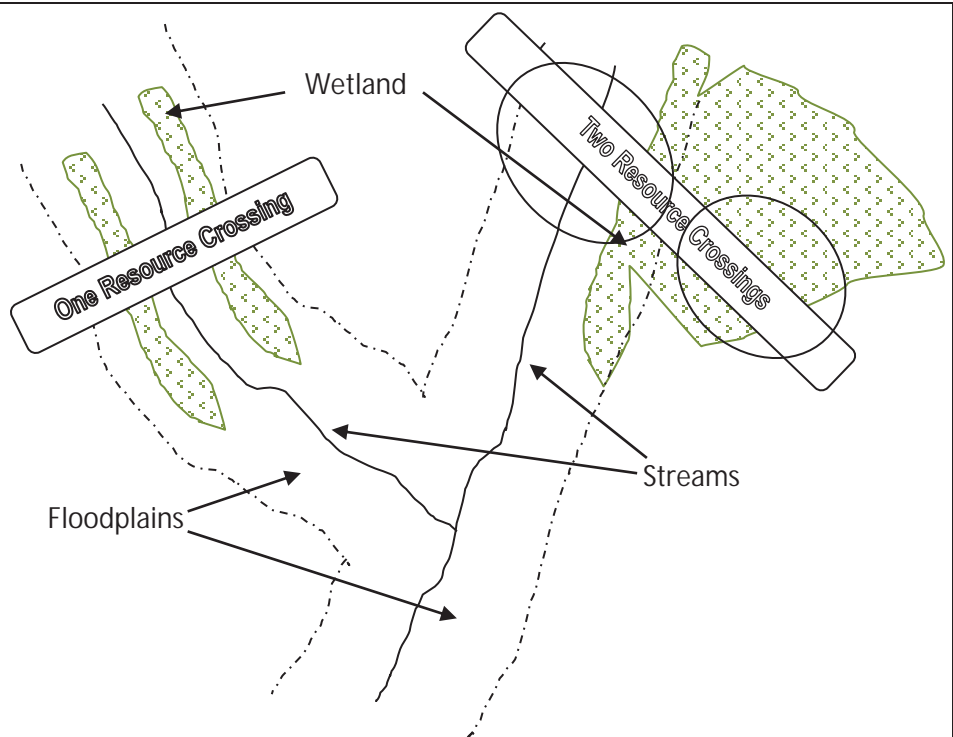 Wetland
Two Resource Crossings
One Resource Crossing
Streams
Floodplains